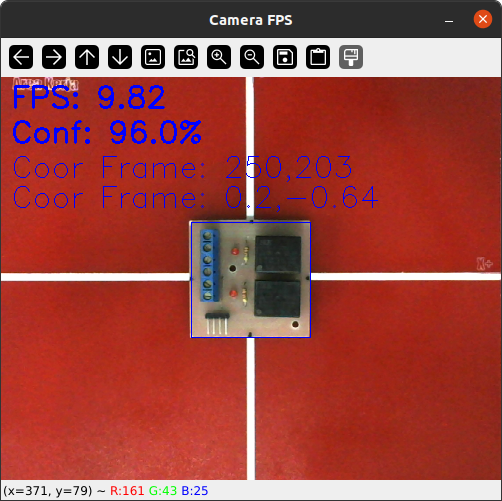 Camera FPS
FPS: 9.82
Conf: 96.0%
Coor Frame: 250,203
Coor Frame: 0.2,-0.64
X+
(x=371, y=79) ~ R:161 G:43 B:25